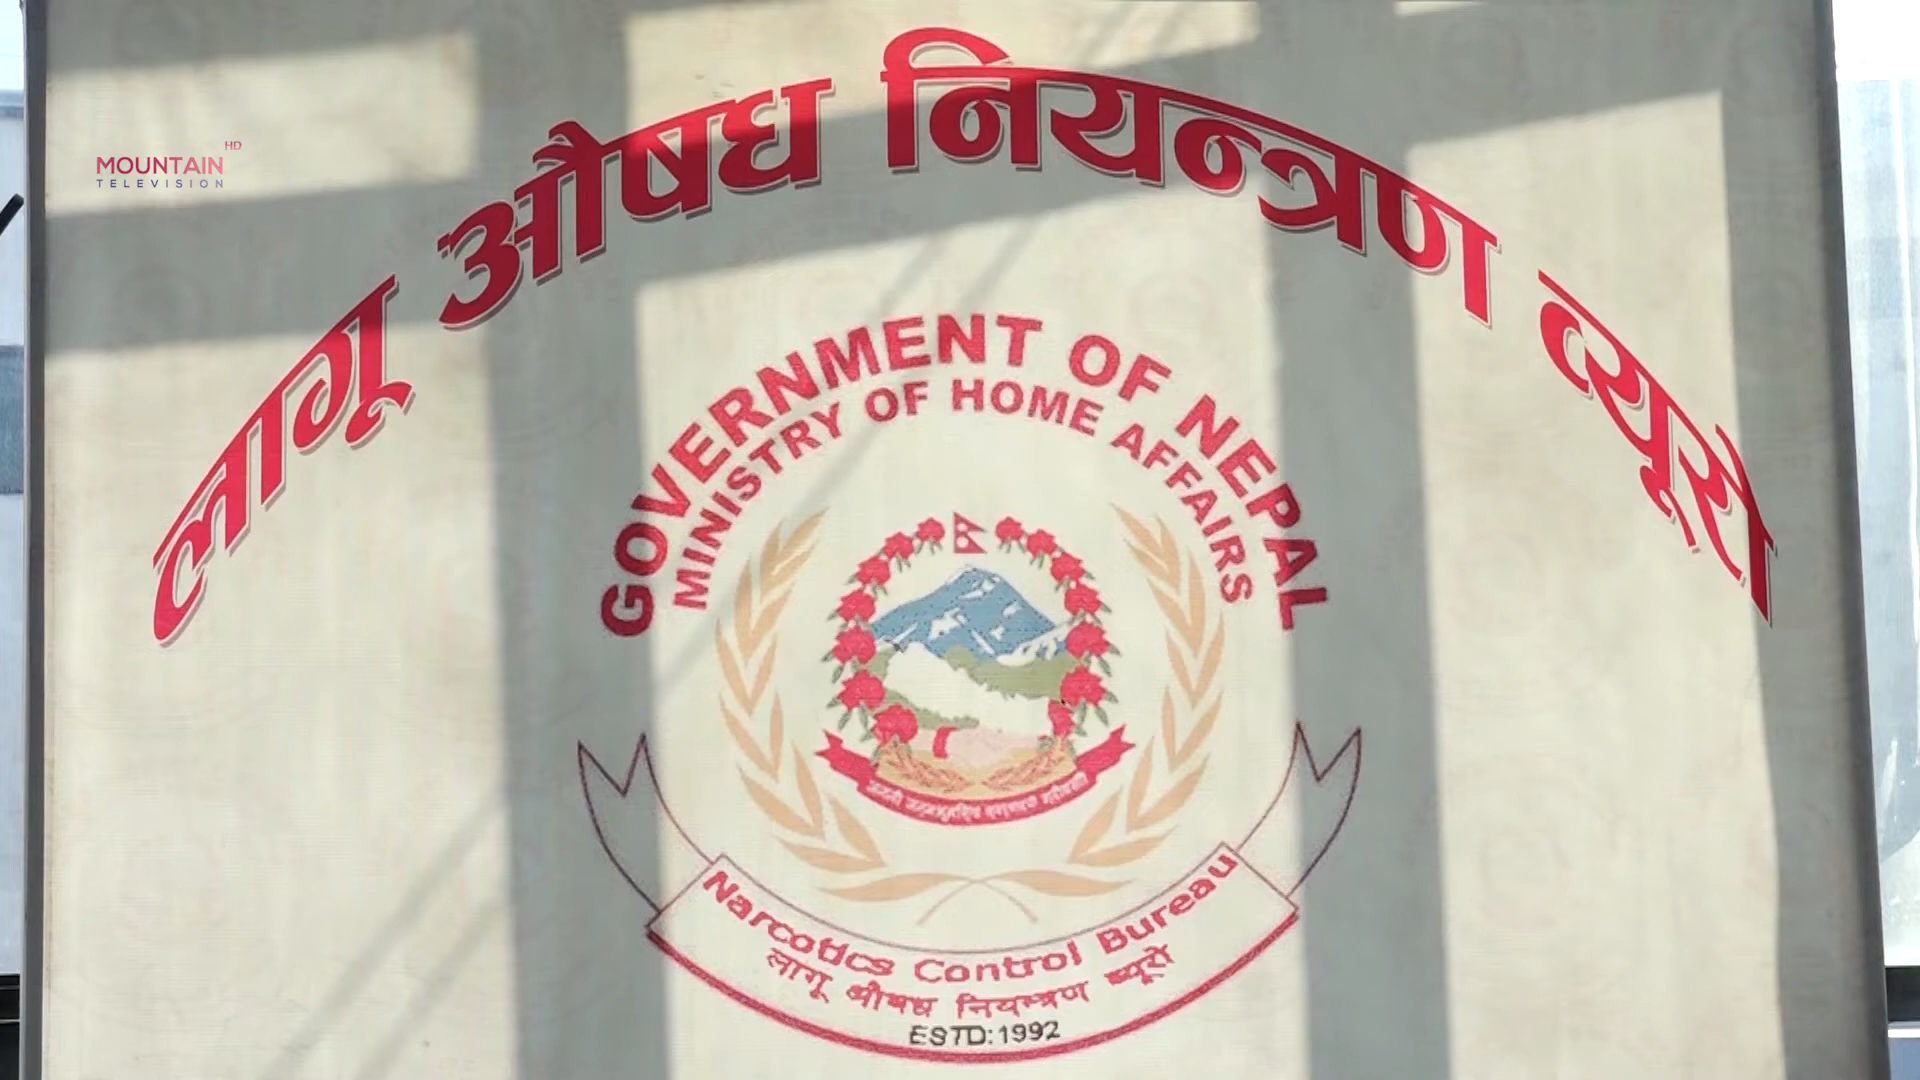 लागू औषध नियन्त्रण व्यूरो
MOUNTAIN HD
TELEVISION
GOVERNMENT OF NEPAL
MINISTRY OF HOME AFFAIRS
Narcotics Control Bureau
लागू औषध नियन्त्रण ब्यूरो
ESTD:1992